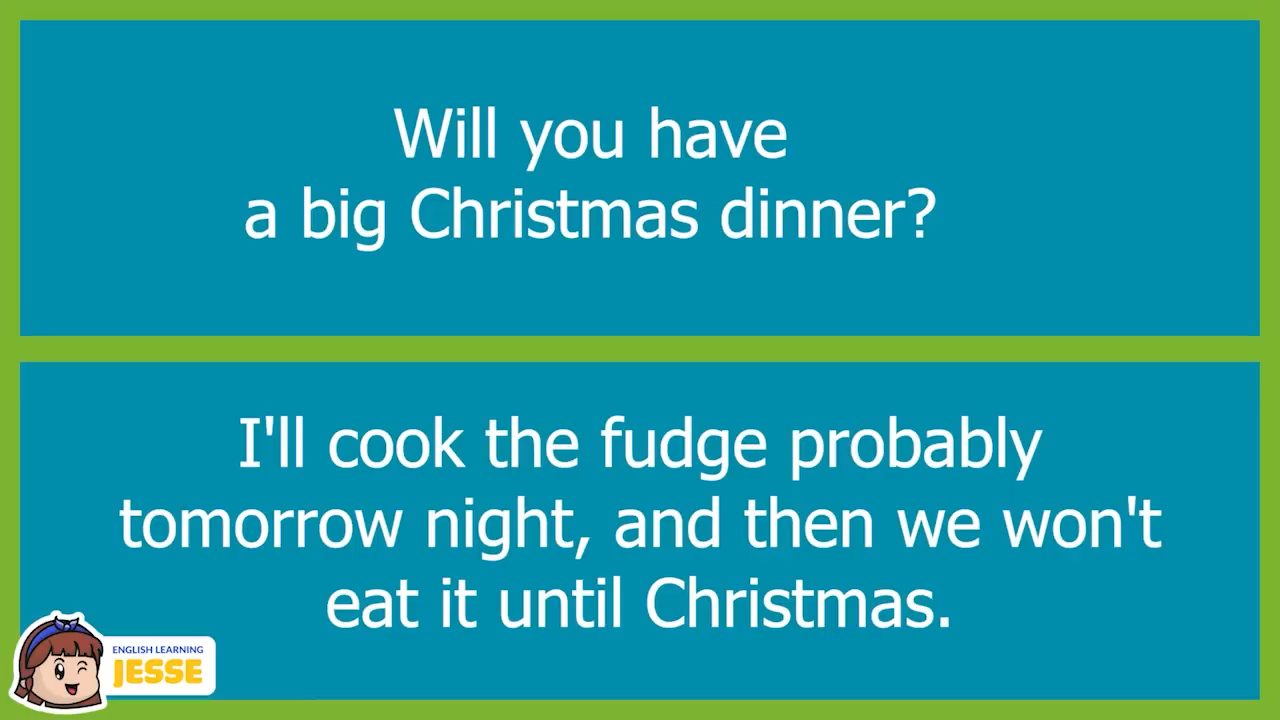 Will you have
a big Christmas dinner?
I'll cook the fudge probably
tomorrow night, and then we won't
eat it until Christmas.
ENGLISH LEARNING
JESSE